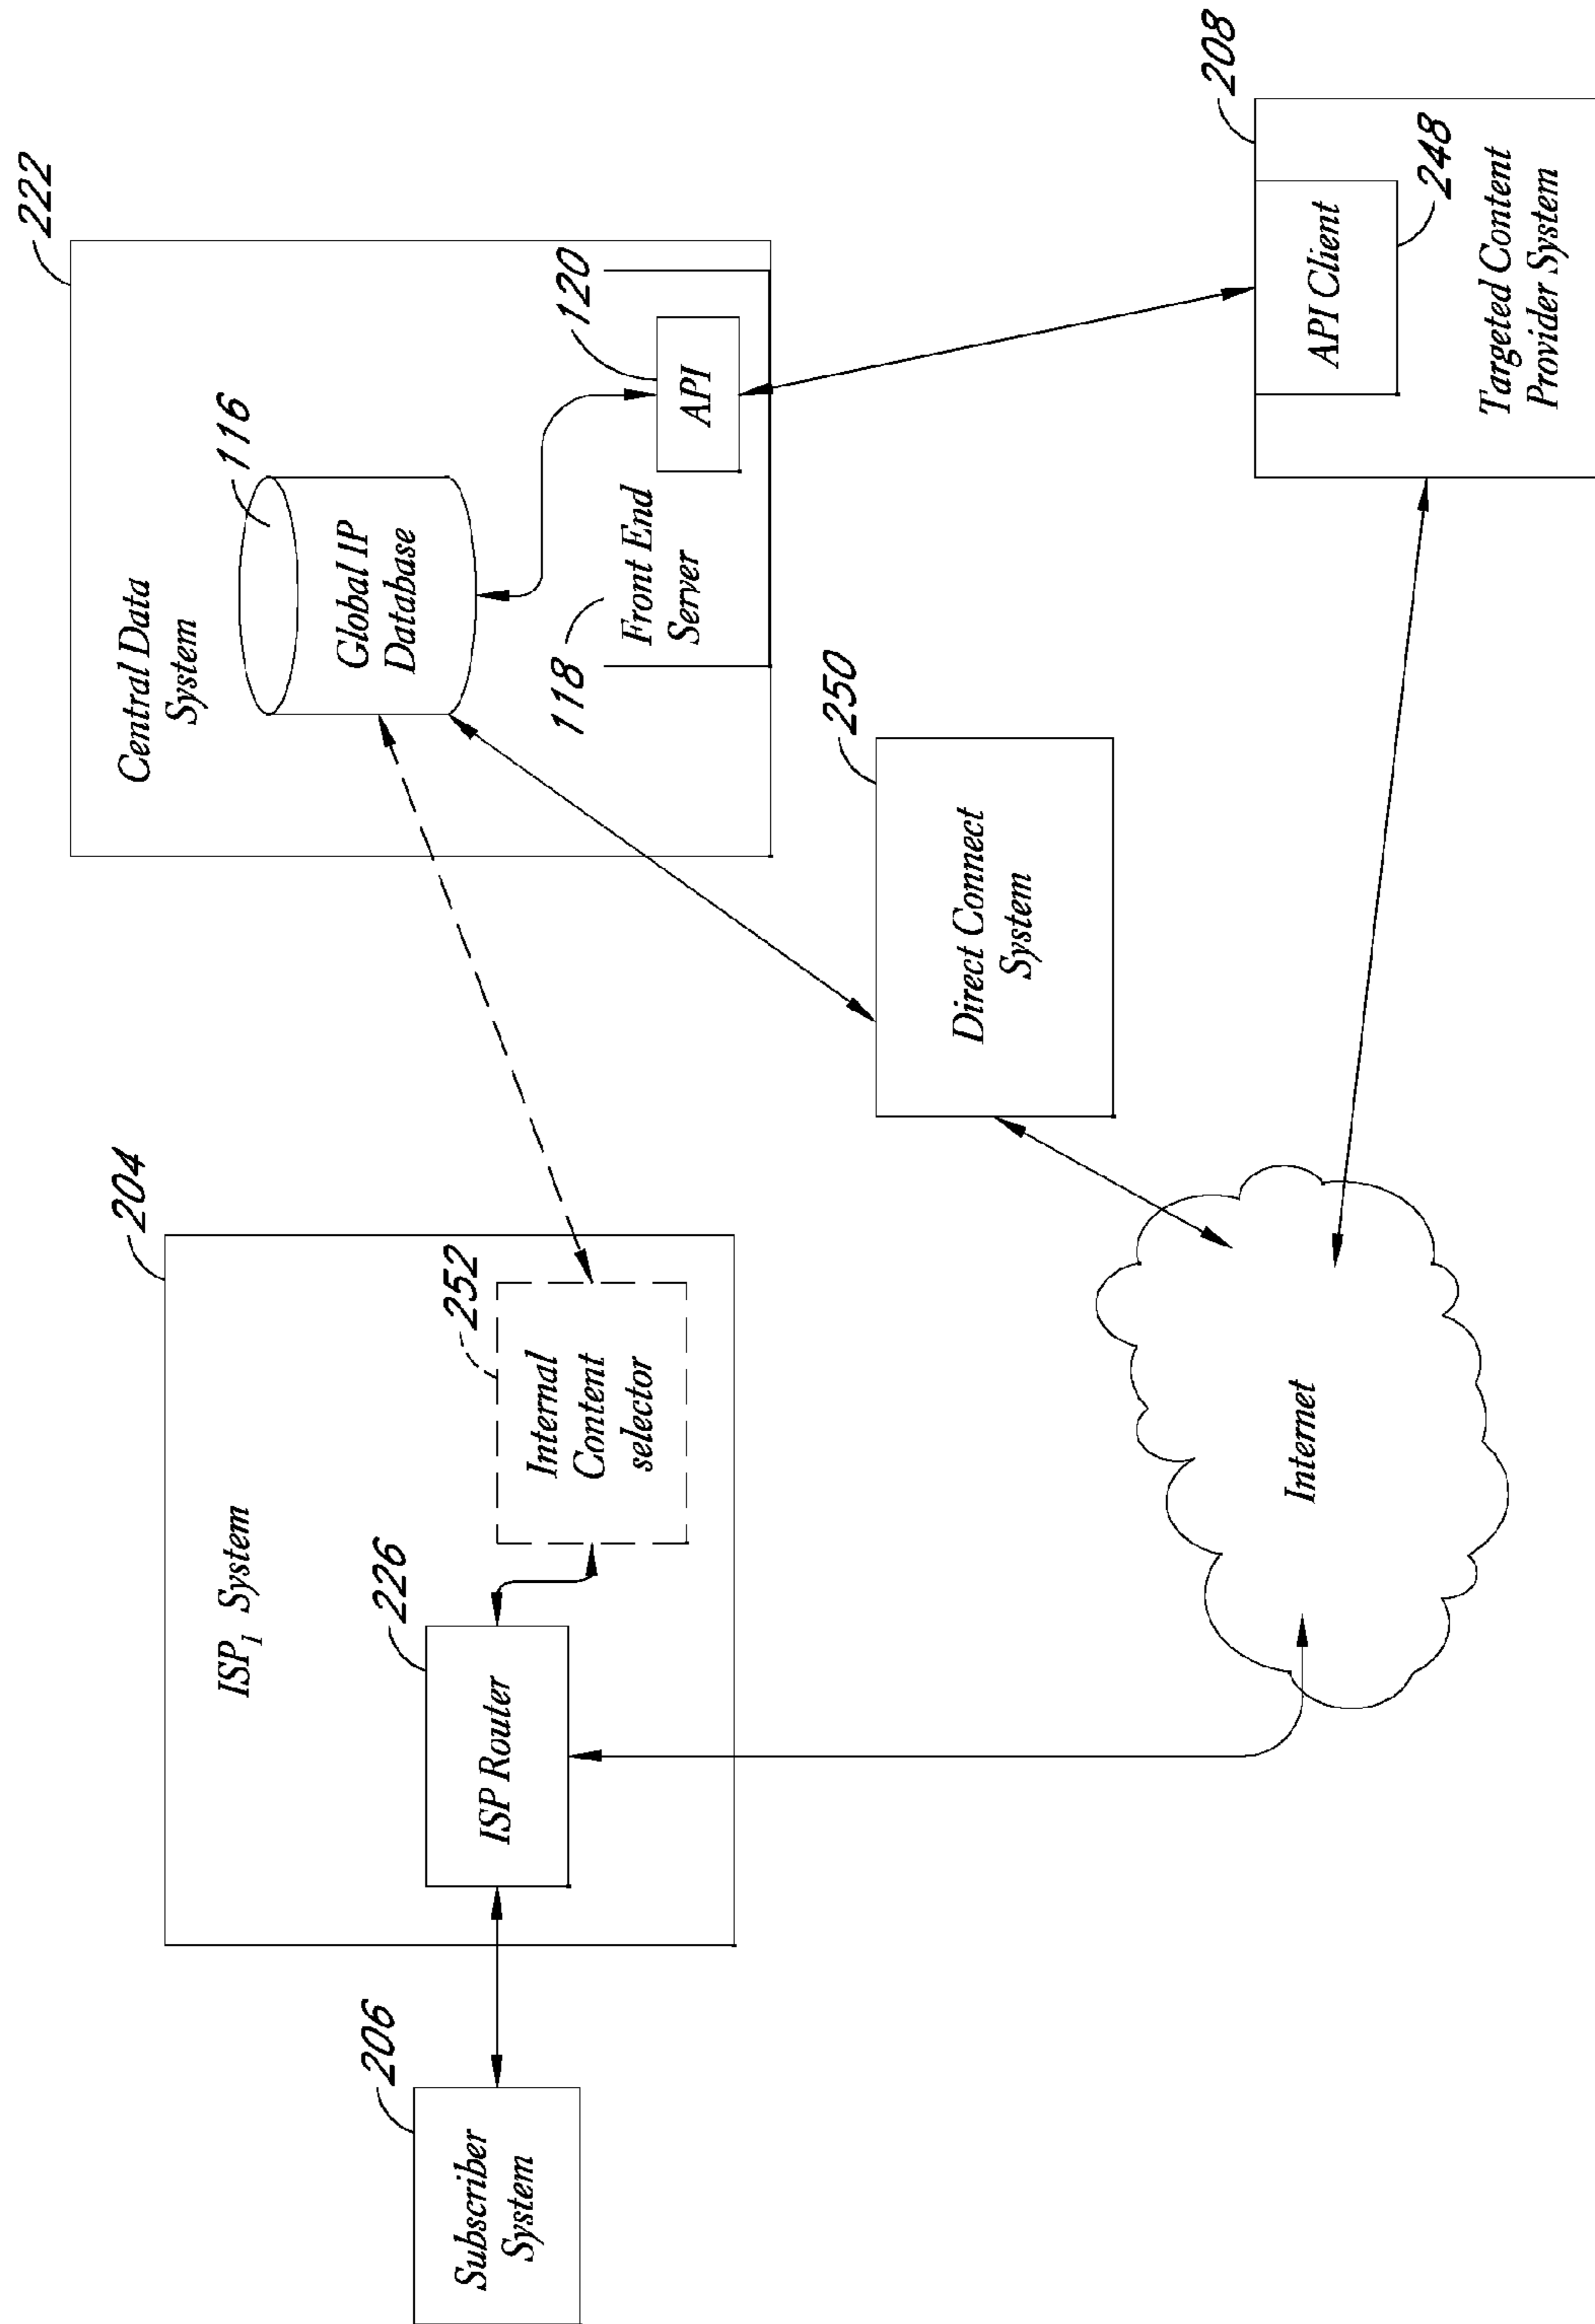 206
Subscriber
System
204
ISP1 System
226
ISP Router
252
Internal
Content
selector
222
Central Data
System
116
Global IP
Database
118
Front End
Server
120
API
250
Direct Connect
System
Internet
208
API Client
248
Targeted Content
Provider System